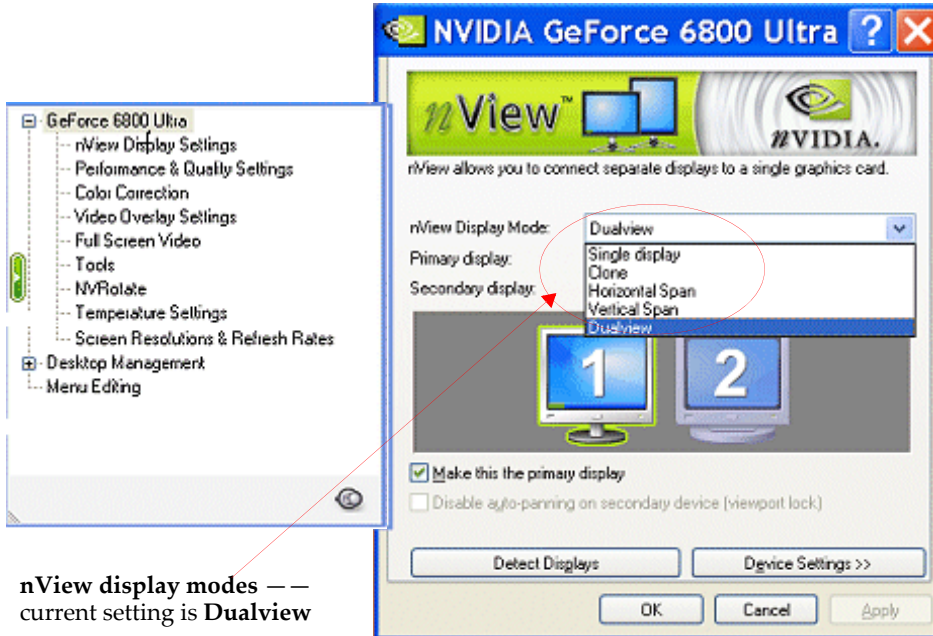 NVIDIA GeForce 6800 Ultra
nView™
NVIDIA.
nView allows you to connect separate displays to a single graphics card.
nView Display Mode:
Dualview
Primary display:
Secondary display:
Single display
Clone
Horizontal Span
Vertical Span
Dualview
1
2
Make this the primary display
Disable auto-panning on secondary device (viewport lock)
Detect Displays
Device Settings >>
OK
Cancel
Apply
GeForce 6800 Ultra
nView Display Settings
Performance & Quality Settings
Color Correction
Video Overlay Settings
Full Screen Video
Tools
NVRotate
Temperature Settings
Screen Resolutions & Refresh Rates
Desktop Management
Menu Editing
nView display modes ——
current setting is Dualview